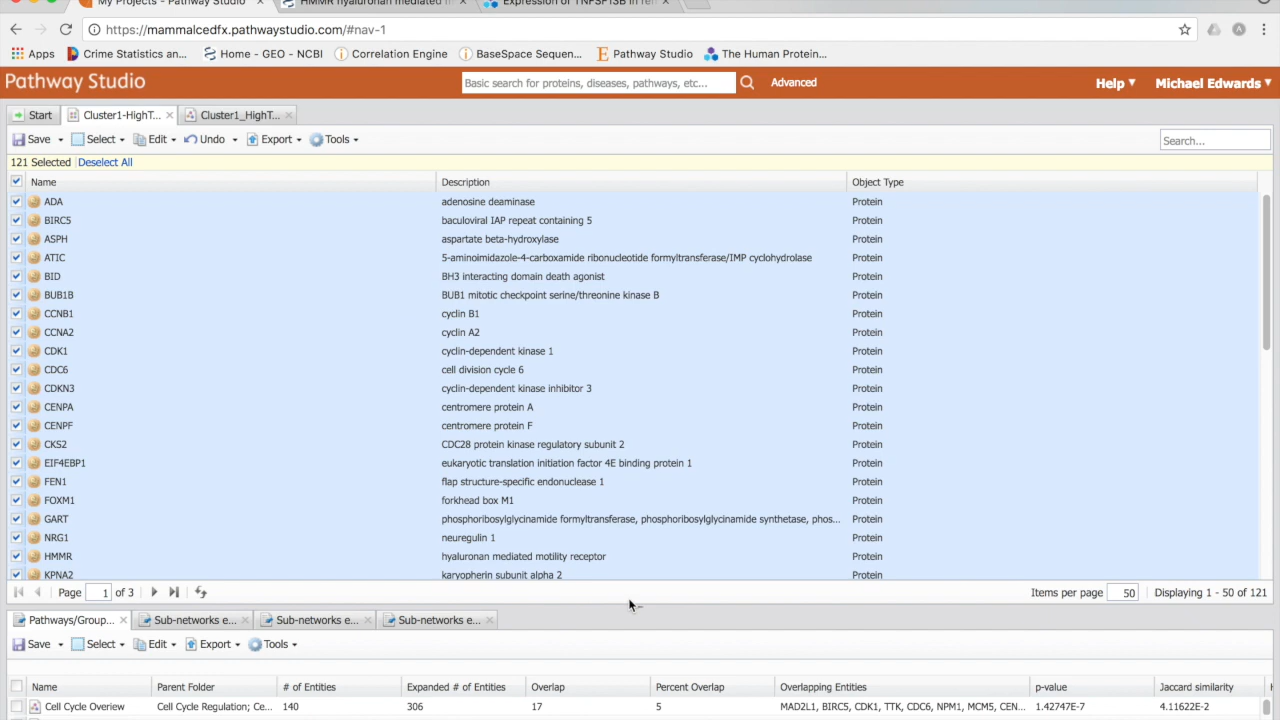 My Projects - Pathway Studio HMMR hyaluronan mediated m Expression of TNFSF13B in
https://mammalcedfx.pathwaystudio.com/#nav-1
Apps Crime Statistics an... Home - GEO - NCBI Correlation Engine BaseSpace Sequen... Pathway Studio The Human Protein...
Pathway Studio Basic search for proteins, diseases, pathways, etc... Advanced Help Michael Edwards
Start Cluster1-HighT... Cluster1_HighT...
Save Select Edit Undo Export Tools Search...
121 Selected Deselect All
Name Description Object Type
ADA adenosine deaminase Protein
BIRC5 baculoviral IAP repeat containing 5 Protein
ASPH aspartate beta-hydroxylase Protein
ATIC 5-aminoimidazole-4-carboxamide ribonucleotide formyltransferase/IMP cyclohydrolase Protein
BID BH3 interacting domain death agonist Protein
BUB1B BUB1 mitotic checkpoint serine/threonine kinase B Protein
CCNB1 cyclin B1 Protein
CCNA2 cyclin A2 Protein
CDK1 cyclin-dependent kinase 1 Protein
CDC6 cell division cycle 6 Protein
CDKN3 cyclin-dependent kinase inhibitor 3 Protein
CENPA centromere protein A Protein
CENPF centromere protein F Protein
CKS2 CDC28 protein kinase regulatory subunit 2 Protein
EIF4EBP1 eukaryotic translation initiation factor 4E binding protein 1 Protein
FEN1 flap structure-specific endonuclease 1 Protein
FOXM1 forkhead box M1 Protein
GART phosphoribosylglycinamide formyltransferase, phosphoribosylglycinamide synthetase, phos... Protein
NRG1 neuregulin 1 Protein
HMMR hyaluronan mediated motility receptor Protein
KPNA2 karyopherin subunit alpha 2 Protein
Page 1 of 3 Items per page 50 Displaying 1 - 50 of 121
Pathways/Group... Sub-networks e... Sub-networks e... Sub-networks e...
Save Select Edit Export Tools
Name Parent Folder # of Entities Expanded # of Entities Overlap Percent Overlap Overlapping Entities p-value Jaccard similarity
Cell Cycle Overiew Cell Cycle Regulation; Ce... 140 306 17 5 MAD2L1, BIRC5, CDK1, TTK, CDC6, NPM1, MCM5, CEN... 1.42747E-7 4.11622E-2